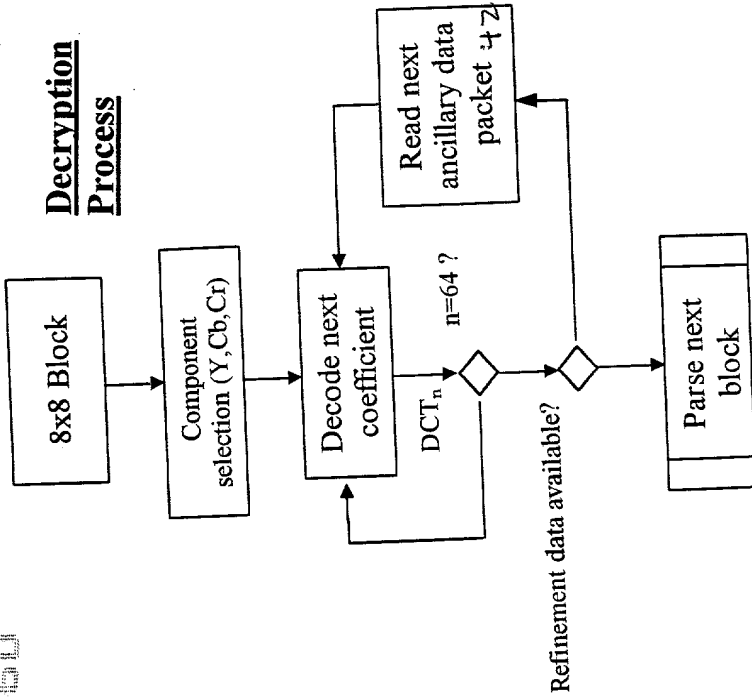 Decryption
Process
8x8 Block
Component
selection (Y,Cb,Cr)
Decode next
coefficient
DCTn
n=64 ?
Read next
ancillary data
packet 42
Refinement data available?
Parse next
block